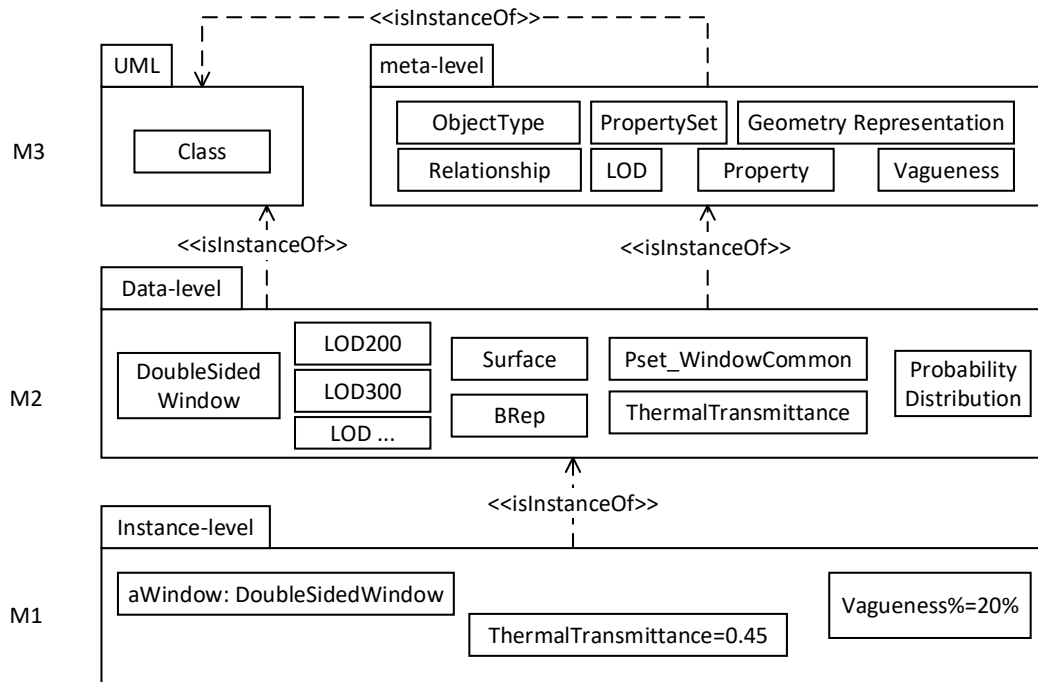 <<isInstanceOf>>
UML
meta-level
M3
Class
ObjectType
PropertySet
Geometry Representation
Relationship
LOD
Property
Vagueness
<<isInstanceOf>>
<<isInstanceOf>>
Data-level
M2
DoubleSided
Window
LOD200
LOD300
LOD ...
Surface
BRep
Pset_WindowCommon
ThermalTransmittance
Probability
Distribution
<<isInstanceOf>>
Instance-level
M1
aWindow: DoubleSidedWindow
ThermalTransmittance=0.45
Vagueness%=20%